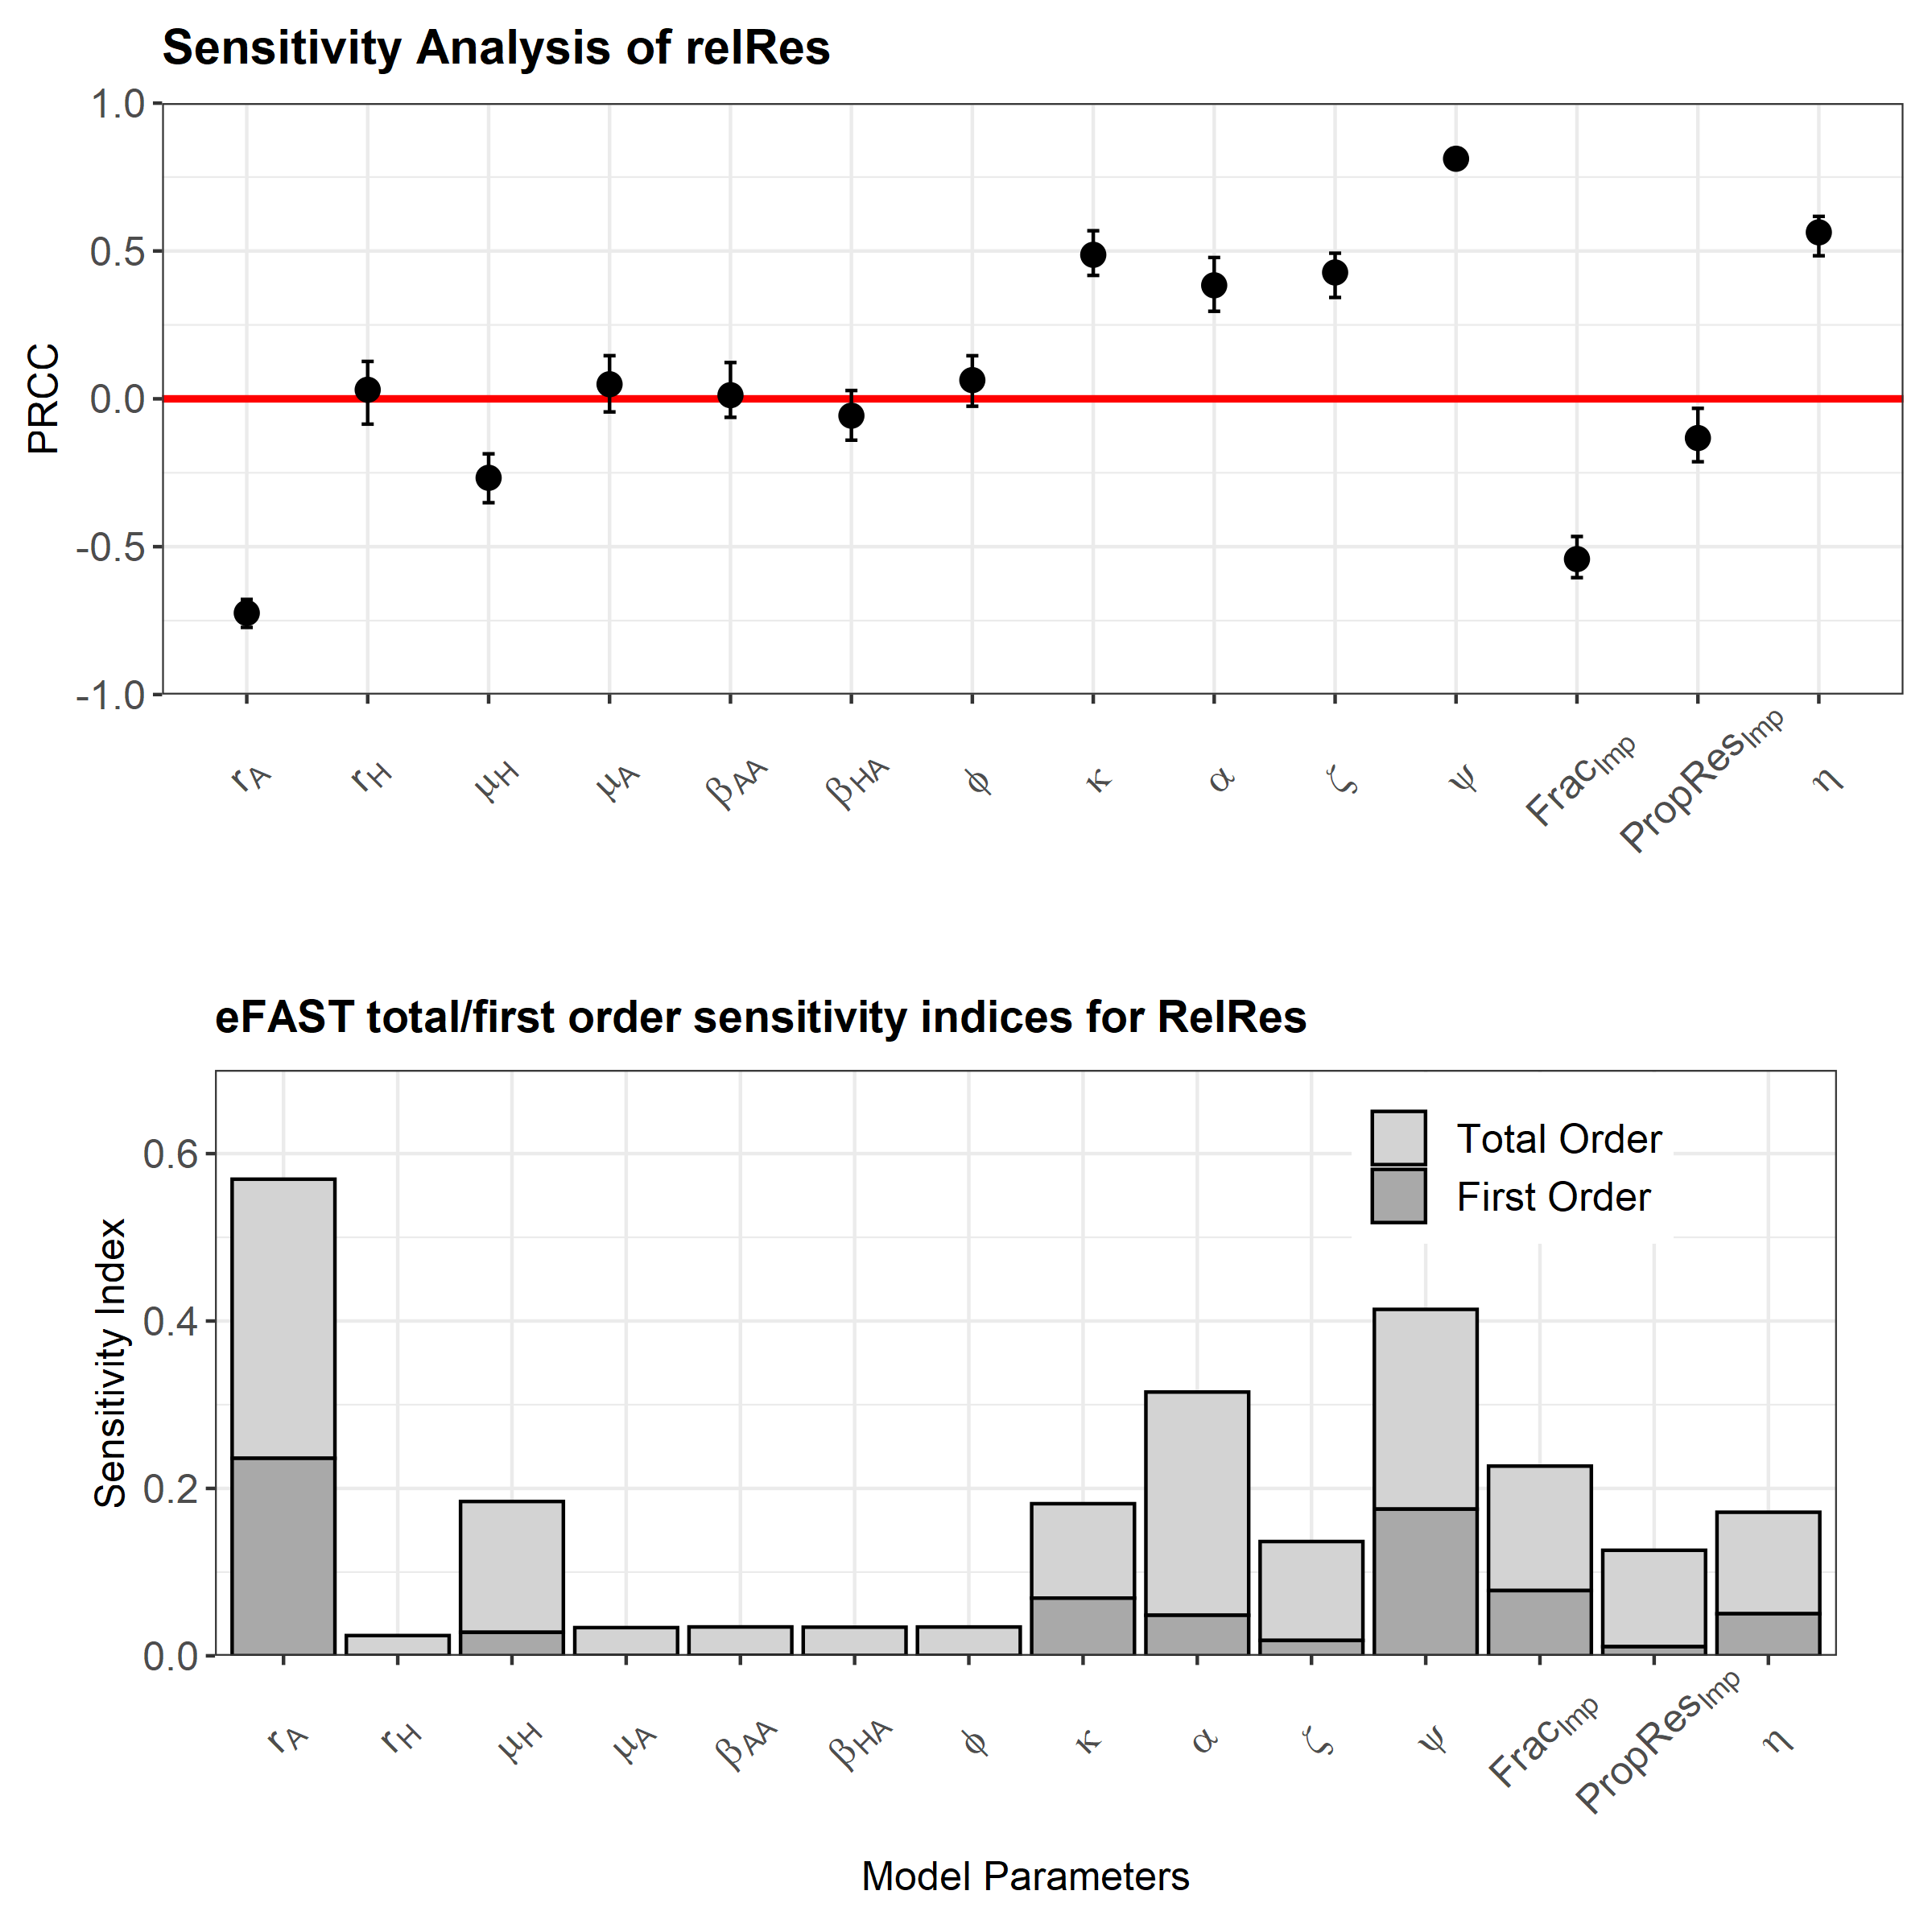 Sensitivity Analysis of relRes
PRCC
1.0
0.5
0.0
-0.5
-1.0
rA rH μH μA βAA βHA ϕ κ α ζ ψ FracImp PropResImp η
eFAST total/first order sensitivity indices for RelRes
Sensitivity Index
0.6
0.4
0.2
0.0
Total Order
First Order
rA rH μH μA βAA βHA ϕ κ α ζ ψ FracImp PropResImp η
Model Parameters